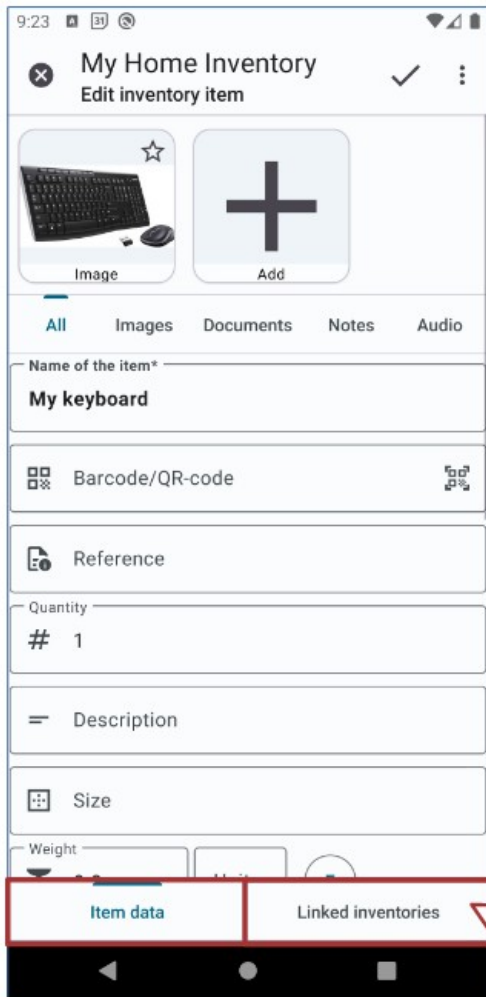 9:23 31
My Home Inventory
Edit inventory item
Image
Add
All Images Documents Notes Audio
Name of the item*
My keyboard
Barcode/QR-code
Reference
Quantity
# 1
Description
Size
Weight
Item data Linked inventories